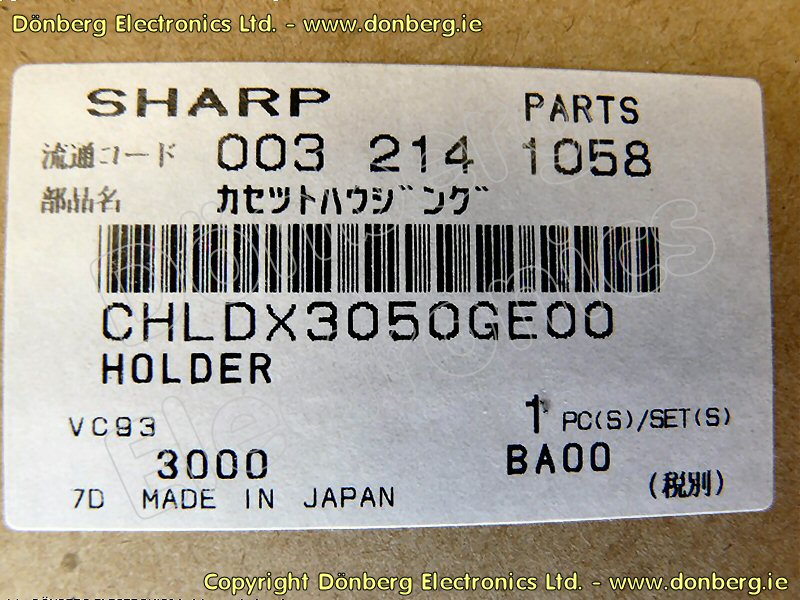 Dönberg Electronics Ltd. - www.donberg.ie
SHARP PARTS
流通コード 003 214 1058
部品名 カセツトハウジング
CHLDX3050GE00
HOLDER
VC93 1 PC(S)/SET(S)
3000 BA00
7D MADE IN JAPAN (税別)
Copyright Dönberg Electronics Ltd. - www.donberg.ie